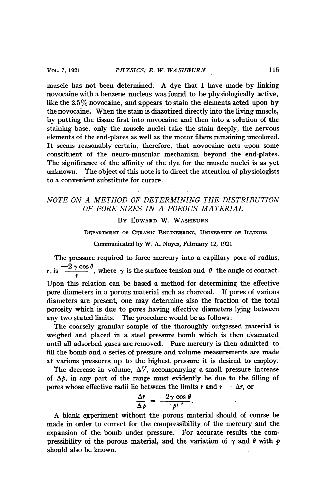 VOL. 7, 1921 PHYSICS, E. W. WASHBURN 115
muscle has not been determined. A dye that I have made by linking
novocaine with a benzene nucleus was found to be physiologically active,
like the 2.5% novocaine, and appears to stain the elements acted upon by
the novocaine. When the stain is diazotized directly into the living muscle,
by putting the tissue first into novocaine and then into a solution of the
staining base, only the muscle nuclei take the stain deeply, the nervous
elements of the end-plates as well as the motor fibers remaining uncolored.
It seems reasonably certain, therefore, that novocaine acts upon some
constituent of the neuro-muscular mechanism beyond the end-plates.
The significance of the affinity of the dye for the muscle nuclei is as yet
unknown. The object of this note is to direct the attention of physiologists
to a convenient substitute for curare.
NOTE ON A METHOD OF DETERMINING THE DISTRIBUTION
OF PORE SIZES IN A POROUS MATERIAL
BY EDWARD W. WASHBURN
DEPARTMENT OF CERAMIC ENGINEERING, UNIVERSITY OF ILLINOIS
Communicated by W. A. Noyes, February 12, 1921
The pressure required to force mercury into a capillary pore of radius,
r, is −2 γ cos θ / r, where γ is the surface tension and θ the angle of contact.
Upon this relation can be based a method for determining the effective
pore diameters in a porous material such as charcoal. If pores of various
diameters are present, one may determine also the fraction of the total
porosity which is due to pores having effective diameters lying between
any two stated limits. The procedure would be as follows:
The coarsely granular sample of the thoroughly outgassed material is
weighed and placed in a steel pressure bomb which is then evacuated
until all adsorbed gases are removed. Pure mercury is then admitted to
fill the bomb and a series of pressure and volume measurements are made
at various pressures up to the highest pressure it is desired to employ.
The decrease in volume, ΔV, accompanying a small pressure increase
of Δp, in any part of the range must evidently be due to the filling of
pores whose effective radii lie between the limits r and r − Δr, or
Δr / Δp = 2γ cos θ / p² .
A blank experiment without the porous material should of course be
made in order to correct for the compressibility of the mercury and the
expansion of the bomb under pressure. For accurate results the com-
pressibility of the porous material, and the variation of γ and θ with p
should also be known.